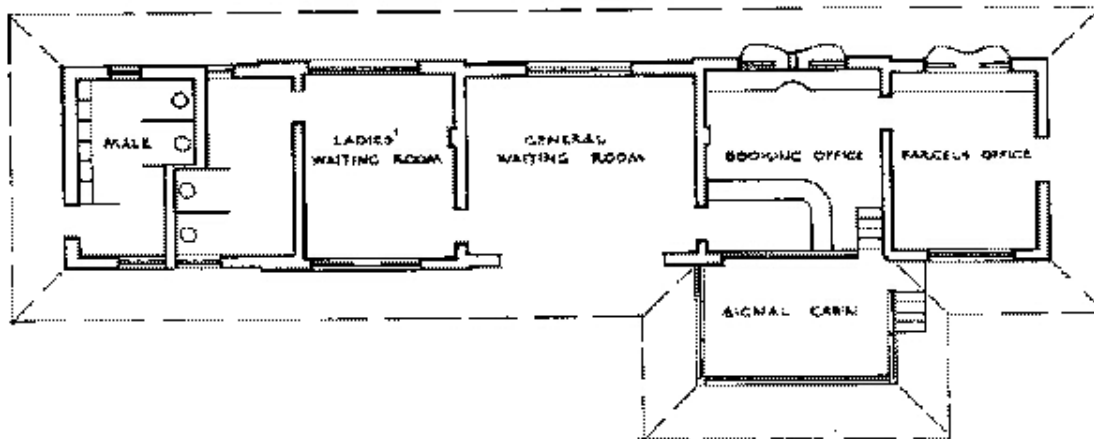 MALE
LADIES'
WAITING ROOM
GENERAL
WAITING ROOM
BOOKING OFFICE
PARCELS OFFICE
SIGNAL CABIN